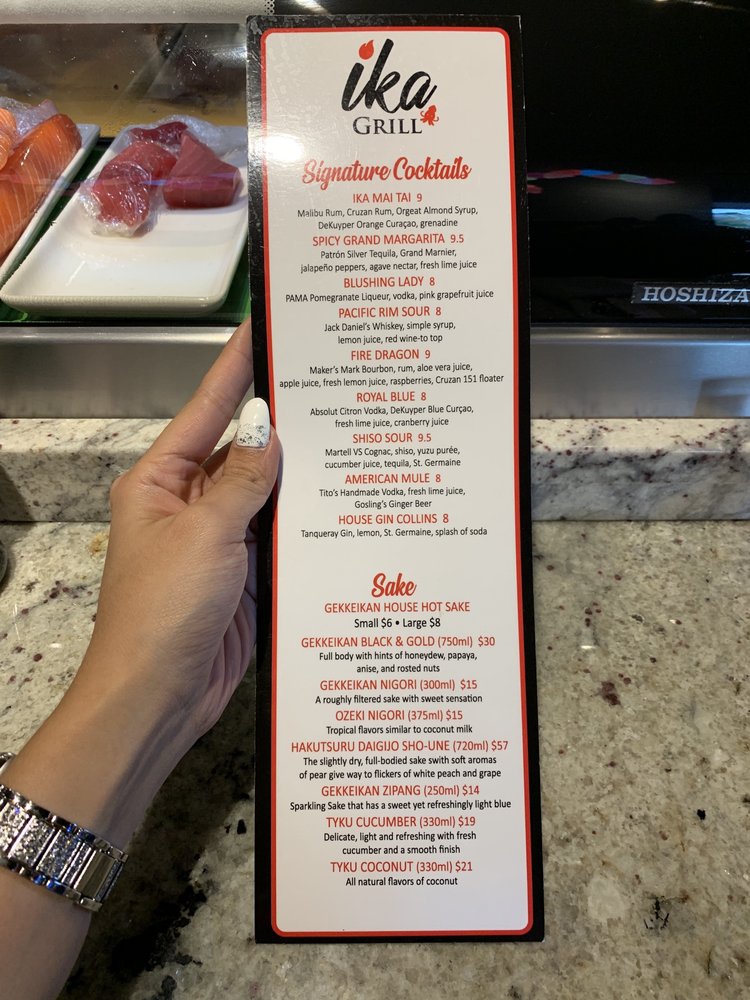 ika
GRILL
Signature Cocktails
IKA MAI TAI 9
Malibu Rum, Cruzan Rum, Orgeat Almond Syrup,
DeKuyper Orange Curaçao, grenadine
SPICY GRAND MARGARITA 9.5
Patrón Silver Tequila, Grand Marnier,
jalapeño peppers, agave nectar, fresh lime juice
BLUSHING LADY 8
PAMA Pomegranate Liqueur, vodka, pink grapefruit juice
PACIFIC RIM SOUR 8
Jack Daniel's Whiskey, simple syrup,
lemon juice, red wine-to top
FIRE DRAGON 9
Maker's Mark Bourbon, rum, aloe vera juice,
apple juice, fresh lemon juice, raspberries, Cruzan 151 floater
ROYAL BLUE 8
Absolut Citron Vodka, DeKuyper Blue Curçao,
fresh lime juice, cranberry juice
SHISO SOUR 9.5
Martell VS Cognac, shiso, yuzu purée,
cucumber juice, tequila, St. Germaine
AMERICAN MULE 8
Tito's Handmade Vodka, fresh lime juice,
Gosling's Ginger Beer
HOUSE GIN COLLINS 8
Tanqueray Gin, lemon, St. Germaine, splash of soda
Sake
GEKKEIKAN HOUSE HOT SAKE
Small $6 • Large $8
GEKKEIKAN BLACK & GOLD (750ml) $30
Full body with hints of honeydew, papaya,
anise, and rosted nuts
GEKKEIKAN NIGORI (300ml) $15
A roughly filtered sake with sweet sensation
OZEKI NIGORI (375ml) $15
Tropical flavors similar to coconut milk
HAKUTSURU DAIGIJO SHO-UNE (720ml) $57
The slightly dry, full-bodied sake swith soft aromas
of pear give way to flickers of white peach and grape
GEKKEIKAN ZIPANG (250ml) $14
Sparkling Sake that has a sweet yet refreshingly light blue
TYKU CUCUMBER (330ml) $19
Delicate, light and refreshing with fresh
cucumber and a smooth finish
TYKU COCONUT (330ml) $21
All natural flavors of coconut
HOSHIZA